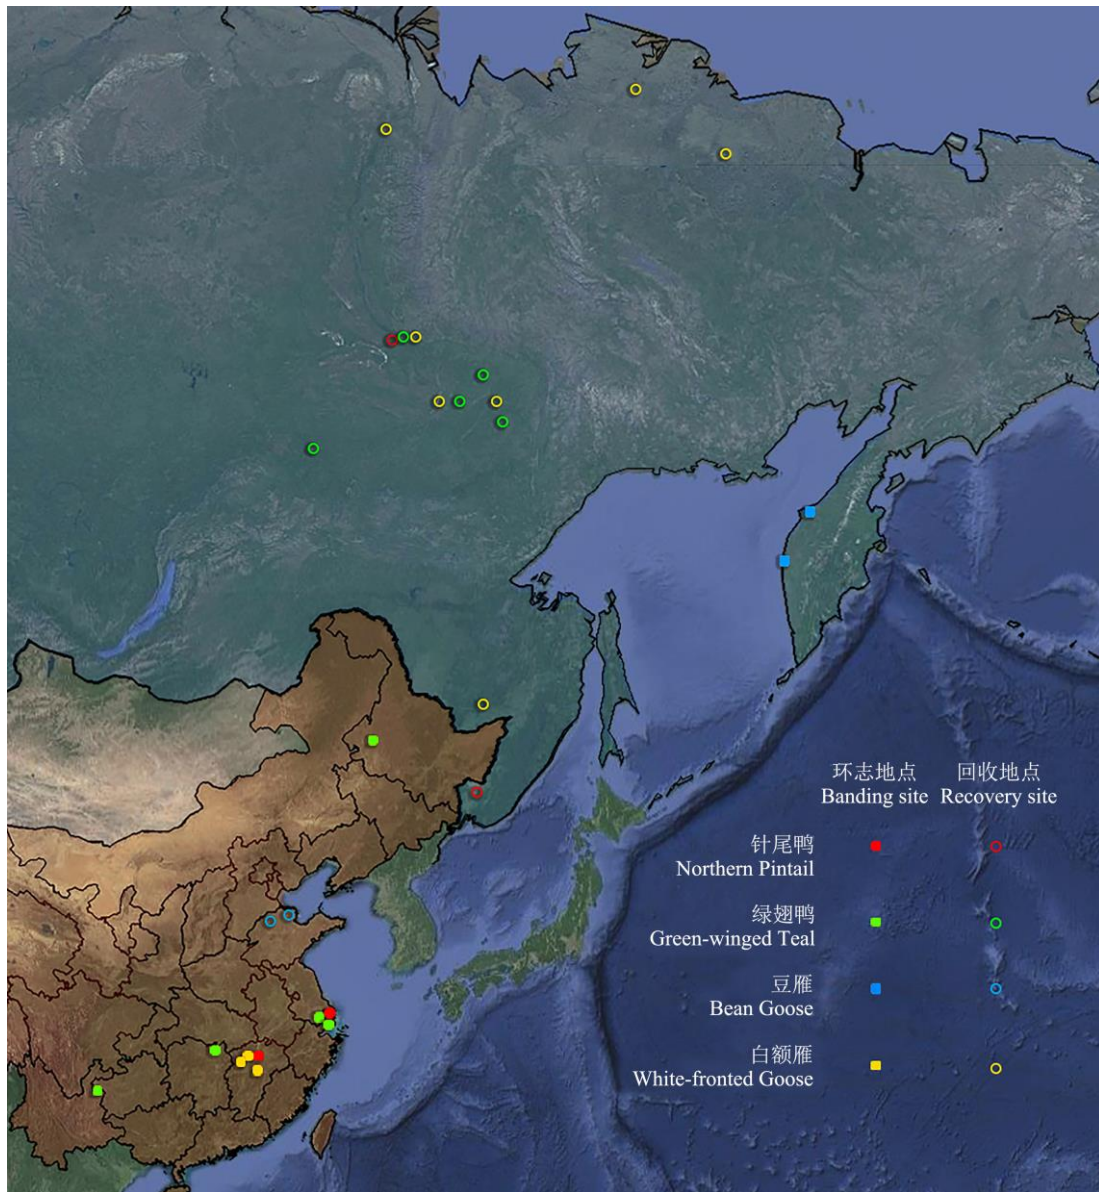 环志地点 回收地点
Banding site Recovery site
针尾鸭
Northern Pintail
绿翅鸭
Green-winged Teal
豆雁
Bean Goose
白额雁
White-fronted Goose